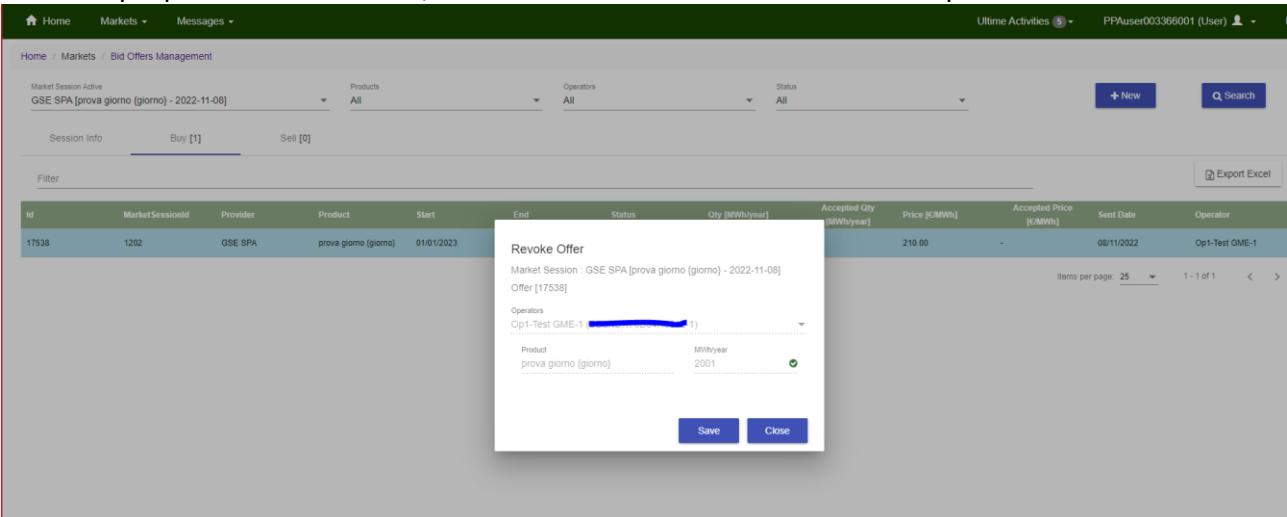 Home Markets Messages Ultime Activities 5 PPAuser003366001 (User)
Home / Markets / Bid Offers Management
Market Session Active Products Operators Status
GSE SPA [prova giorno {giorno} - 2022-11-08] All All All + New Search
Session Info Buy [1] Sell [0]
Filter Export Excel
Id MarketSessionId Provider Product Start End Status Qty [MWh/year] Accepted Qty [MWh/year] Price [€/MWh] Accepted Price [€/MWh] Sent Date Operator
17538 1202 GSE SPA prova giorno {giorno} 01/01/2023 210.00 - 08/11/2022 Op1-Test GME-1
Items per page: 25 1 - 1 of 1
Revoke Offer
Market Session : GSE SPA [prova giorno {giorno} - 2022-11-08]
Offer [17538]
Operators
Op1-Test GME-1
Product MWh/year
prova giorno {giorno} 2001
Save Close